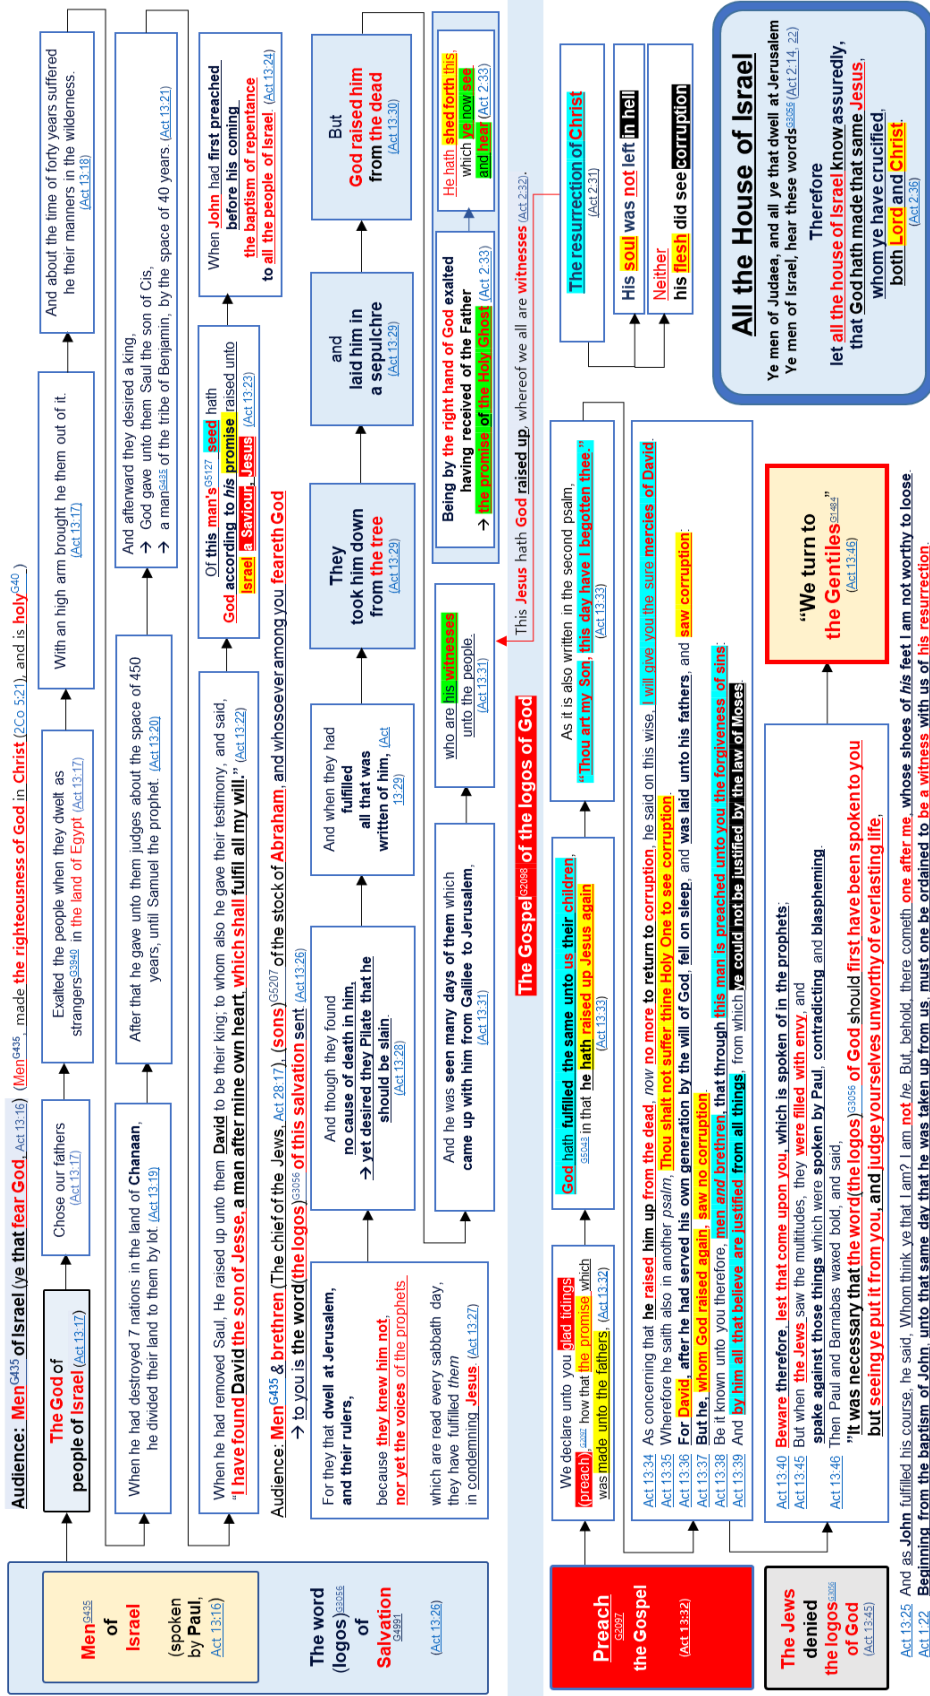 Audience: Men G435 of Israel (ye that fear God, Act 13:16) (Men G435, made the righteousness of God in Christ (2Co 5:21), and is holy G40.)
Men G435
of
Israel
(spoken
by Paul,
Act 13:16)
The God of
people of Israel (Act 13:17)
Chose our fathers
(Act 13:17)
Exalted the people when they dwelt as
strangers G3940 in the land of Egypt (Act 13:17)
With an high arm brought he them out of it.
(Act 13:17)
And about the time of forty years suffered
he their manners in the wilderness.
(Act 13:18)
When he had destroyed 7 nations in the land of Chanaan,
he divided their land to them by lot. (Act 13:19)
After that he gave unto them judges about the space of 450
years, until Samuel the prophet. (Act 13:20)
And afterward they desired a king,
→ God gave unto them Saul the son of Cis,
→ a man G435 of the tribe of Benjamin, by the space of 40 years (Act 13:21)
When he had removed Saul, He raised up unto them David to be their king; to whom also he gave their testimony, and said,
“I have found David the son of Jesse, a man after mine own heart, which shall fulfil all my will.” (Act 13:22)
Of this man's G5127 seed hath
God according to his promise raised unto
Israel a Saviour, Jesus (Act 13:23)
When John had first preached
before his coming
the baptism of repentance
to all the people of Israel. (Act 13:24)
Audience: Men G435 & brethren (The chief of the Jews, Act 28:17), (sons) G5207 of the stock of Abraham, and whosoever among you feareth God
→ to you is the word (the logos) G3056 of this salvation sent (Act 13:26)
The word
(logos) G3056
of
Salvation
G4991
(Act 13:26)
For they that dwell at Jerusalem,
and their rulers,
because they knew him not,
nor yet the voices of the prophets
which are read every sabbath day,
they have fulfilled them
in condemning Jesus (Act 13:27)
And though they found
no cause of death in him,
→ yet desired they Pilate that he
should be slain.
(Act 13:28)
And when they had
fulfilled
all that was
written of him, (Act
13:29)
They
took him down
from the tree
(Act 13:29)
and
laid him in
a sepulchre
(Act 13:29)
But
God raised him
from the dead
(Act 13:30)
And he was seen many days of them which
came up with him from Galilee to Jerusalem,
(Act 13:31)
who are his witnesses
unto the people.
(Act 13:31)
Being by the right hand of God exalted
having received of the Father
→ the promise of the Holy Ghost (Act 2:33)
He hath shed forth this,
which ye now see
and hear (Act 2:33)
The Gospel G2098 of the logos of God
This Jesus hath God raised up, whereof we all are witnesses (Act 2:32).
Preach
G2097
the Gospel
(Act 13:32)
We declare unto you glad tidings
(preach), G2097 how that the promise which
was made unto the fathers, (Act 13:32)
God hath fulfilled the same unto us their children,
G5043 in that he hath raised up Jesus again
(Act 13:33)
As it is also written in the second psalm,
“Thou art my Son, this day have I begotten thee.”
(Act 13:33)
The resurrection of Christ
(Act 2:31)
His soul was not left in hell
Neither
his flesh did see corruption
Act 13:34 As concerning that he raised him up from the dead, now no more to return to corruption, he said on this wise, I will give you the sure mercies of David.
Act 13:35 Wherefore he saith also in another psalm, Thou shalt not suffer thine Holy One to see corruption.
Act 13:36 For David, after he had served his own generation by the will of God, fell on sleep, and was laid unto his fathers, and saw corruption:
Act 13:37 But he, whom God raised again, saw no corruption.
Act 13:38 Be it known unto you therefore, men and brethren, that through this man is preached unto you the forgiveness of sins:
Act 13:39 And by him all that believe are justified from all things, from which ye could not be justified by the law of Moses.
All the House of Israel
Ye men of Judaea, and all ye that dwell at Jerusalem
Ye men of Israel, hear these words G3056 (Act 2:14, 22)
Therefore
let all the house of Israel know assuredly,
that God hath made that same Jesus,
whom ye have crucified,
both Lord and Christ.
(Act 2:36)
The Jews
denied
the logos G3056
of God
(Act 13:45)
Act 13:40 Beware therefore, lest that come upon you, which is spoken of in the prophets;
Act 13:45 But when the Jews saw the multitudes, they were filled with envy, and
spake against those things which were spoken by Paul, contradicting and blaspheming.
Act 13:46 Then Paul and Barnabas waxed bold, and said,
”It was necessary that the word (the logos) G3056 of God should first have been spoken to you
but seeing ye put it from you, and judge yourselves unworthy of everlasting life,
“We turn to
the Gentiles G1484”
(Act 13:46)
Act 13:25 And as John fulfilled his course, he said, Whom think ye that I am? I am not he. But, behold, there cometh one after me, whose shoes of his feet I am not worthy to loose.
Act 1:22 Beginning from the baptism of John, unto that same day that he was taken up from us, must one be ordained to be a witness with us of his resurrection.